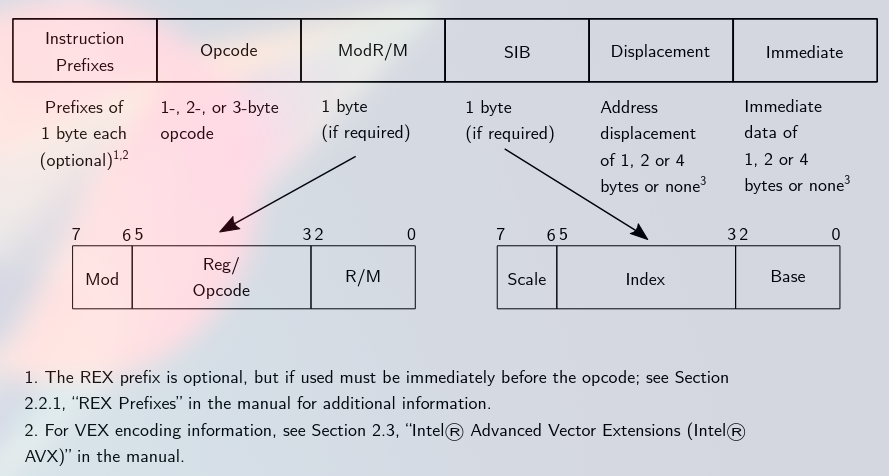 Instruction
Prefixes
Opcode
ModR/M
SIB
Displacement
Immediate
Prefixes of
1 byte each
(optional)1,2
1-, 2-, or 3-byte
opcode
1 byte
(if required)
1 byte
(if required)
Address
displacement
of 1, 2 or 4
bytes or none3
Immediate
data of
1, 2 or 4
bytes or none3
7 6 5 3 2 0
Mod
Reg/
Opcode
R/M
7 6 5 3 2 0
Scale
Index
Base
1. The REX prefix is optional, but if used must be immediately before the opcode; see Section
2.2.1, “REX Prefixes” in the manual for additional information.
2. For VEX encoding information, see Section 2.3, “Intel® Advanced Vector Extensions (Intel®
AVX)” in the manual.